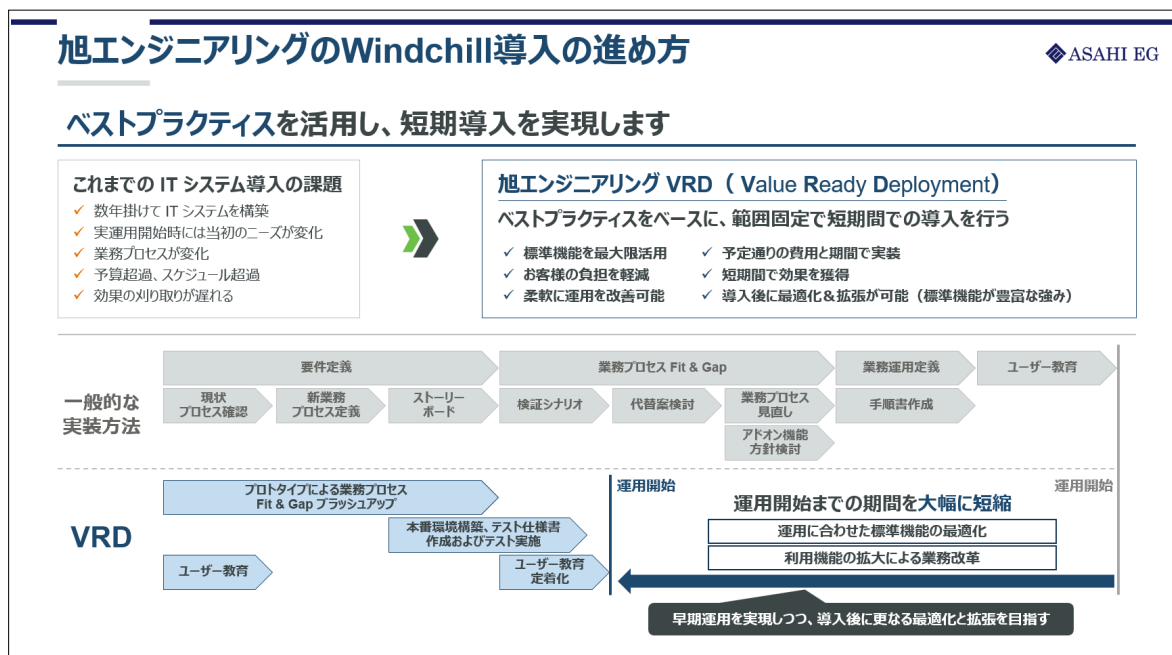 旭エンジニアリングのWindchill導入の進め方
ASAHI EG
ベストプラクティスを活用し、短期導入を実現します
これまでの IT システム導入の課題
数年掛けて IT システムを構築
実運用開始時には当初のニーズが変化
業務プロセスが変化
予算超過、スケジュール超過
効果の刈り取りが遅れる
旭エンジニアリング VRD（ Value Ready Deployment）
ベストプラクティスをベースに、範囲固定で短期間での導入を行う
標準機能を最大限活用
お客様の負担を軽減
柔軟に運用を改善可能
予定通りの費用と期間で実装
短期間で効果を獲得
導入後に最適化＆拡張が可能（標準機能が豊富な強み）
一般的な
実装方法
要件定義
業務プロセス Fit & Gap
業務運用定義
ユーザー教育
現状
プロセス確認
新業務
プロセス定義
ストーリー
ボード
検証シナリオ
代替案検討
業務プロセス
見直し
手順書作成
アドオン機能
方針検討
VRD
プロトタイプによる業務プロセス
Fit & Gap ブラッシュアップ
本番環境構築、テスト仕様書
作成およびテスト実施
ユーザー教育
ユーザー教育
定着化
運用開始
運用開始
運用開始までの期間を大幅に短縮
運用に合わせた標準機能の最適化
利用機能の拡大による業務改革
早期運用を実現しつつ、導入後に更なる最適化と拡張を目指す